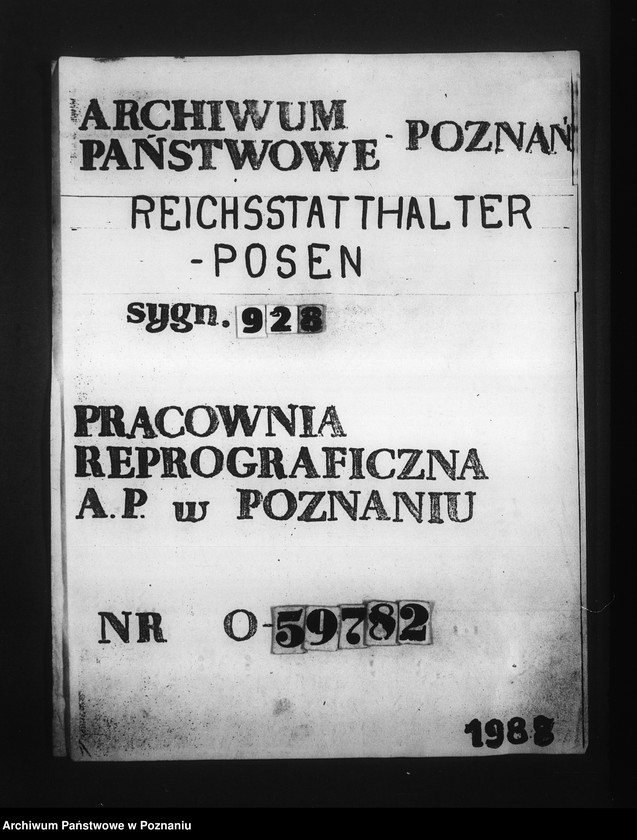 ARCHIWUM
PAŃSTWOWE - POZNAŃ
REICHSSTATTHALTER
-POSEN
sygn. 928
PRACOWNIA
REPROGRAFICZNA
A.P. w POZNANIU
NR O-59782
1988
Archiwum Państwowe w Poznaniu